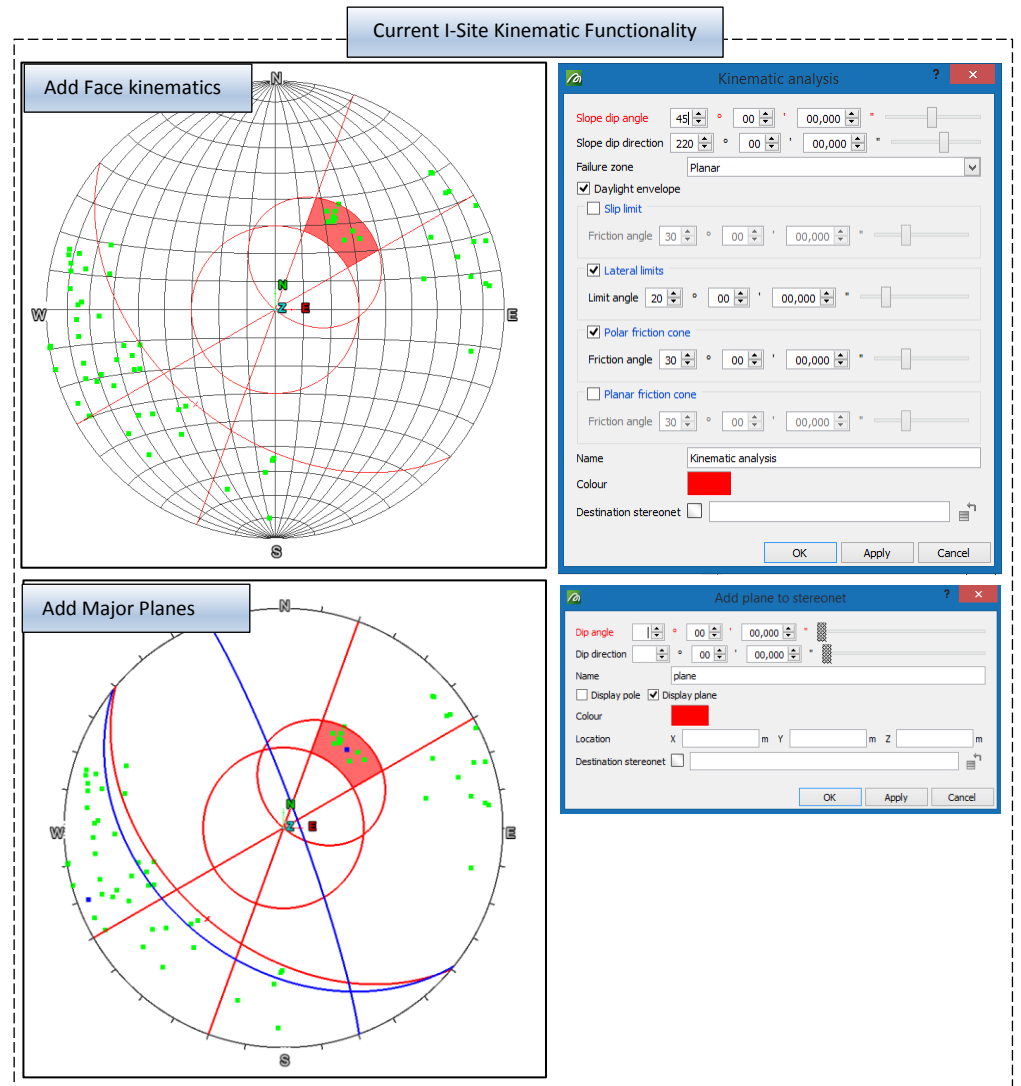 Current I-Site Kinematic Functionality
Add Face kinematics
N
W
E
S
N
Z E
Kinematic analysis ? ×
Slope dip angle 45 ° 00 ' 00,000 "
Slope dip direction 220 ° 00 ' 00,000 "
Failure zone Planar
Daylight envelope
Slip limit
Friction angle 30 ° 00 ' 00,000 "
Lateral limits
Limit angle 20 ° 00 ' 00,000 "
Polar friction cone
Friction angle 30 ° 00 ' 00,000 "
Planar friction cone
Friction angle 30 ° 00 ' 00,000 "
Name Kinematic analysis
Colour
Destination stereonet
OK Apply Cancel
Add Major Planes
N
W
E
S
N
Z E
Add plane to stereonet ? ×
Dip angle ° 00 ' 00,000 "
Dip direction ° 00 ' 00,000 "
Name plane
Display pole Display plane
Colour
Location X m Y m Z m
Destination stereonet
OK Apply Cancel